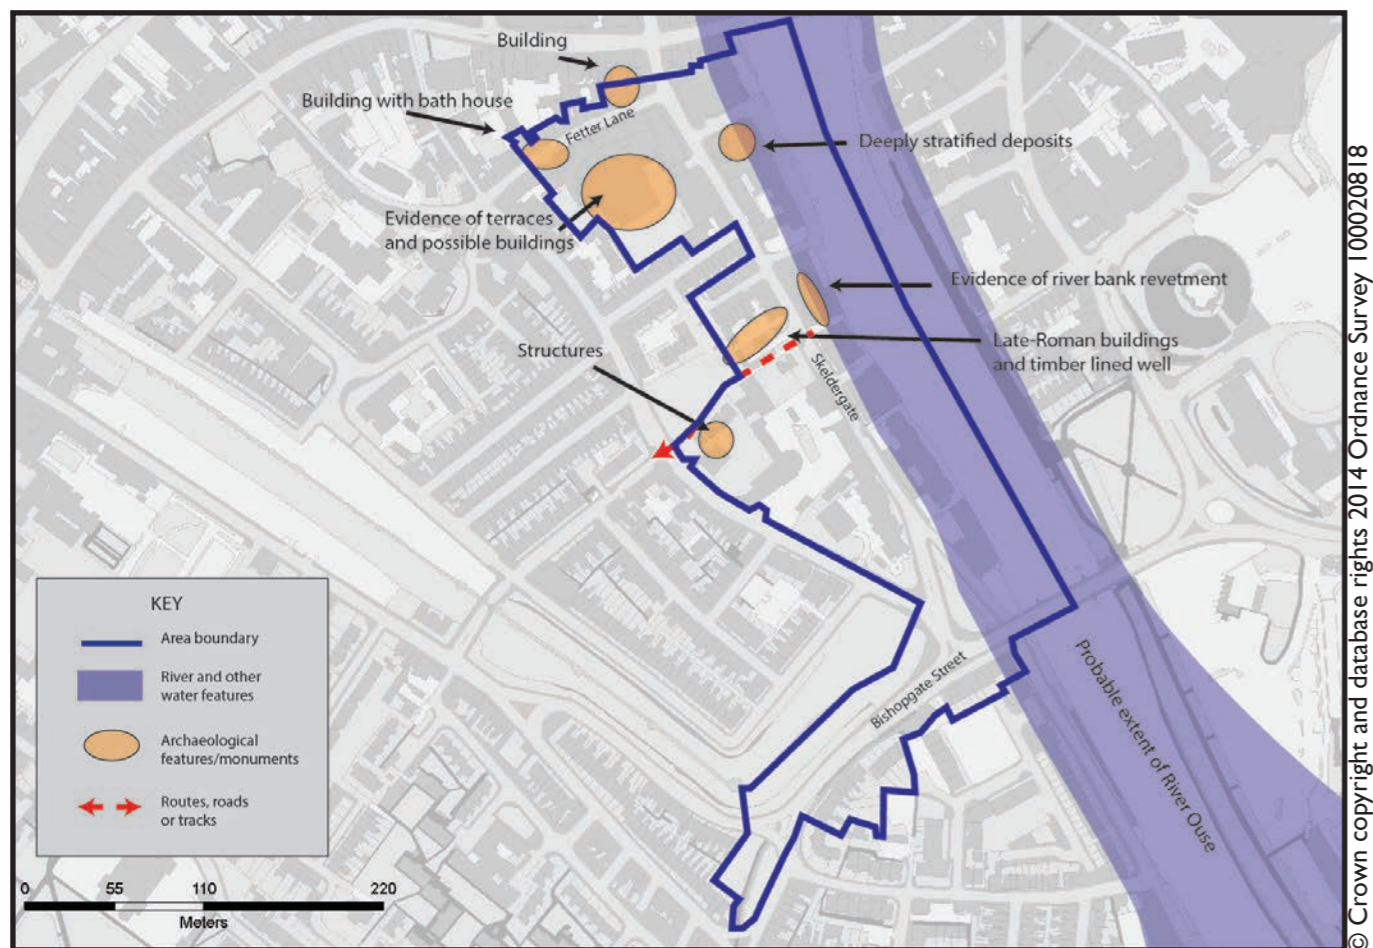 Building
Building with bath house
Fetter Lane
Deeply stratified deposits
Evidence of terraces
and possible buildings
Evidence of river bank revetment
Late-Roman buildings
and timber lined well
Structures
Skeldergate
Bishopgate Street
Probable extent of River Ouse
KEY
Area boundary
River and other
water features
Archaeological
features/monuments
Routes, roads
or tracks
0 55 110 220
Meters
© Crown copyright and database rights 2014 Ordnance Survey 100020818